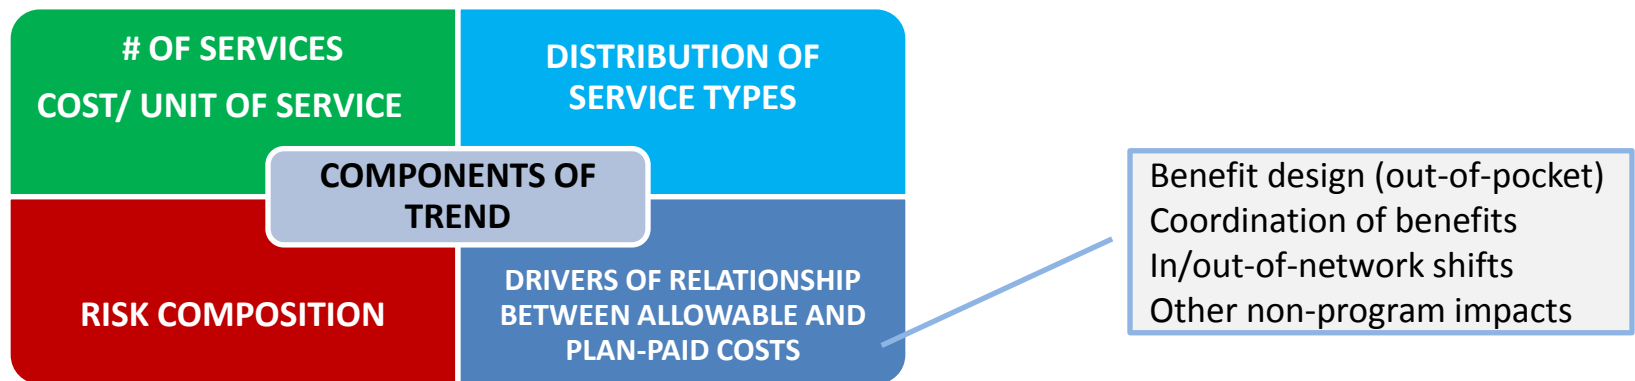 # OF SERVICES
COST/ UNIT OF SERVICE
DISTRIBUTION OF
SERVICE TYPES
COMPONENTS OF
TREND
RISK COMPOSITION
DRIVERS OF RELATIONSHIP
BETWEEN ALLOWABLE AND
PLAN-PAID COSTS
Benefit design (out-of-pocket)
Coordination of benefits
In/out-of-network shifts
Other non-program impacts